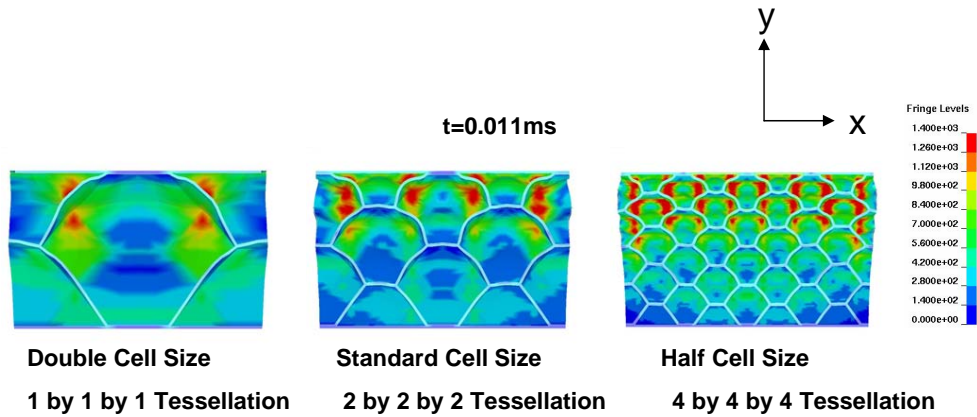 y
x
t=0.011ms
Fringe Levels
1.400e+03
1.260e+03
1.120e+03
9.800e+02
8.400e+02
7.000e+02
5.600e+02
4.200e+02
2.800e+02
1.400e+02
0.000e+00
Double Cell Size
Standard Cell Size
Half Cell Size
1 by 1 by 1 Tessellation
2 by 2 by 2 Tessellation
4 by 4 by 4 Tessellation